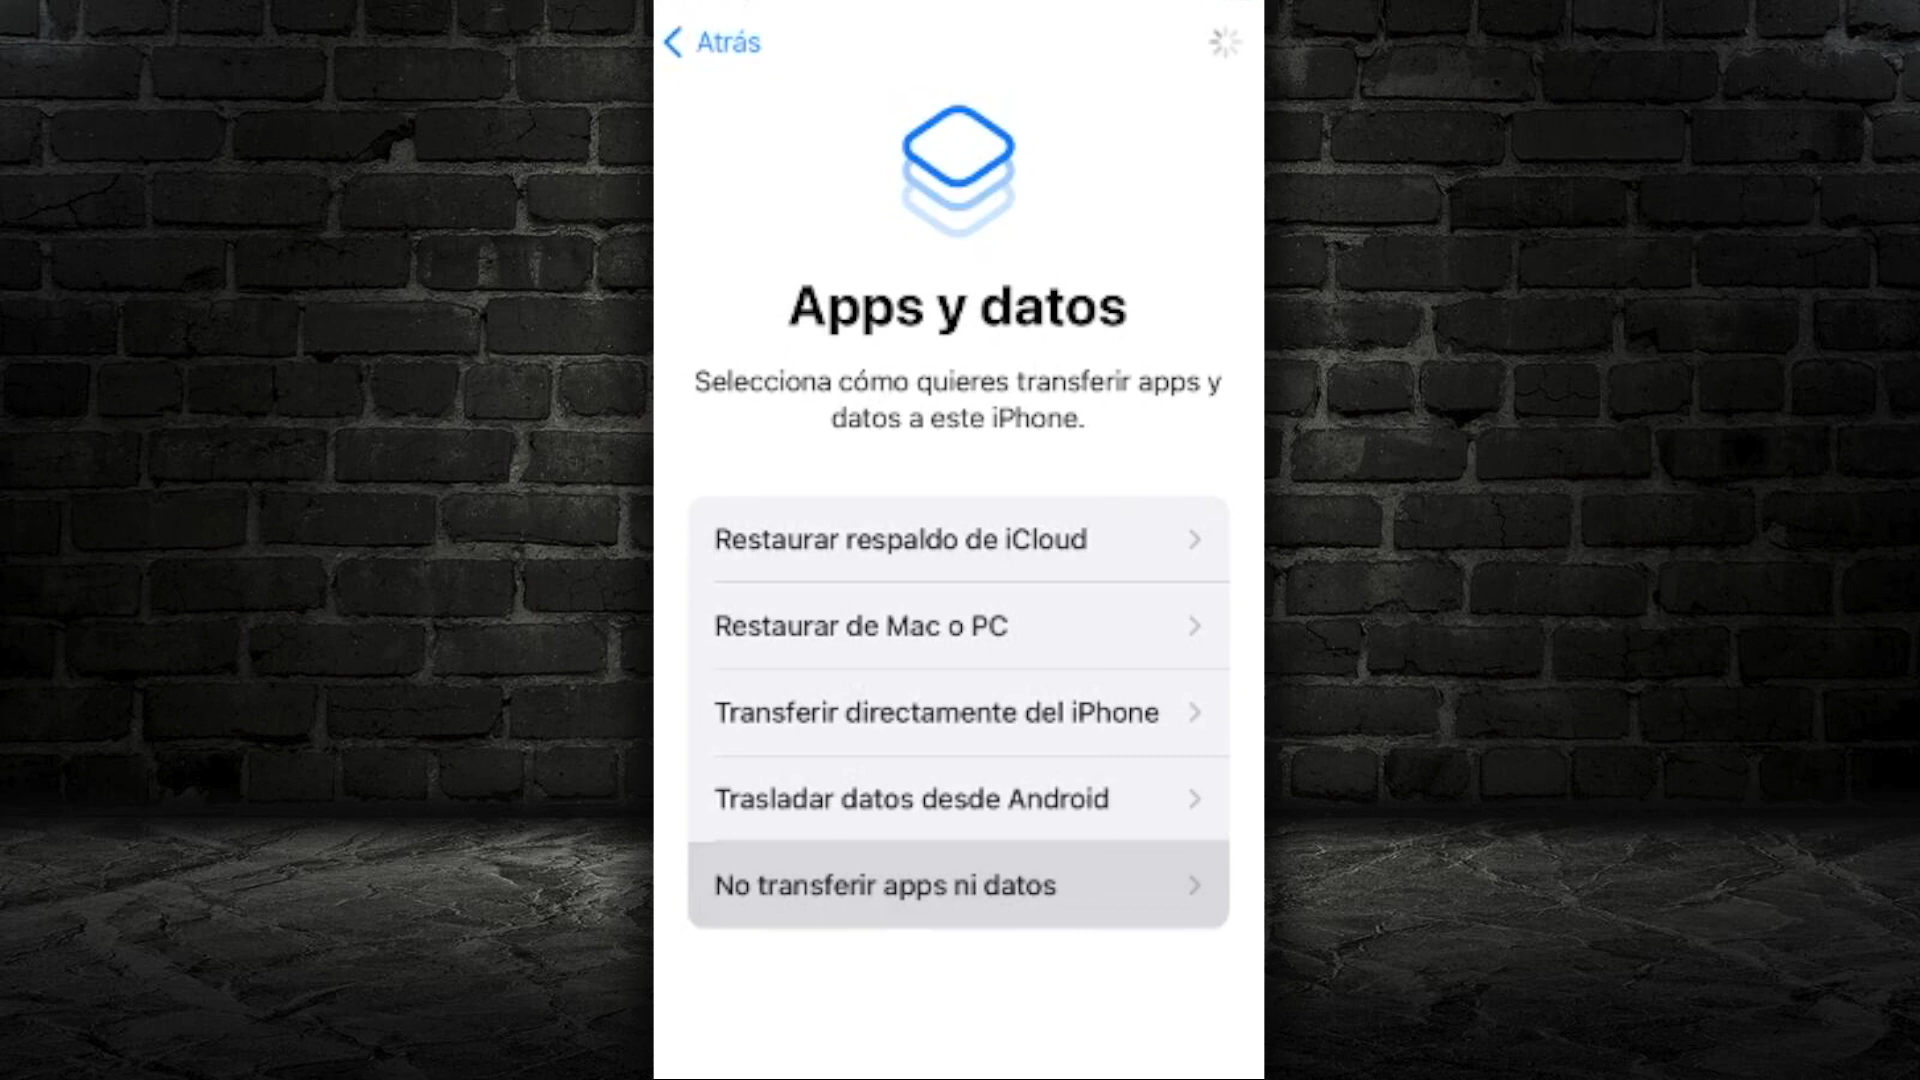 Atrás
Apps y datos
Selecciona cómo quieres transferir apps y
datos a este iPhone.
Restaurar respaldo de iCloud
Restaurar de Mac o PC
Transferir directamente del iPhone
Trasladar datos desde Android
No transferir apps ni datos